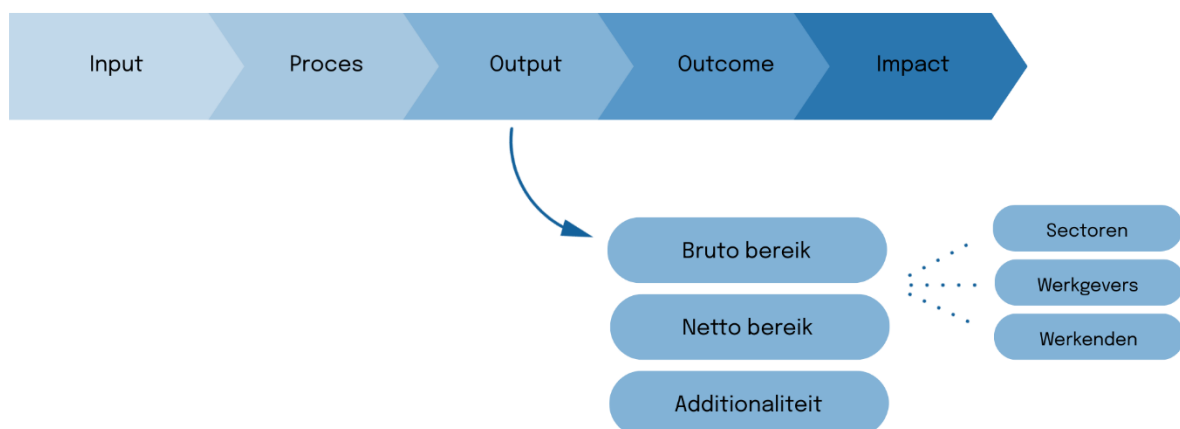 Input
Proces
Output
Outcome
Impact
Bruto bereik
Netto bereik
Additionaliteit
Sectoren
Werkgevers
Werkenden